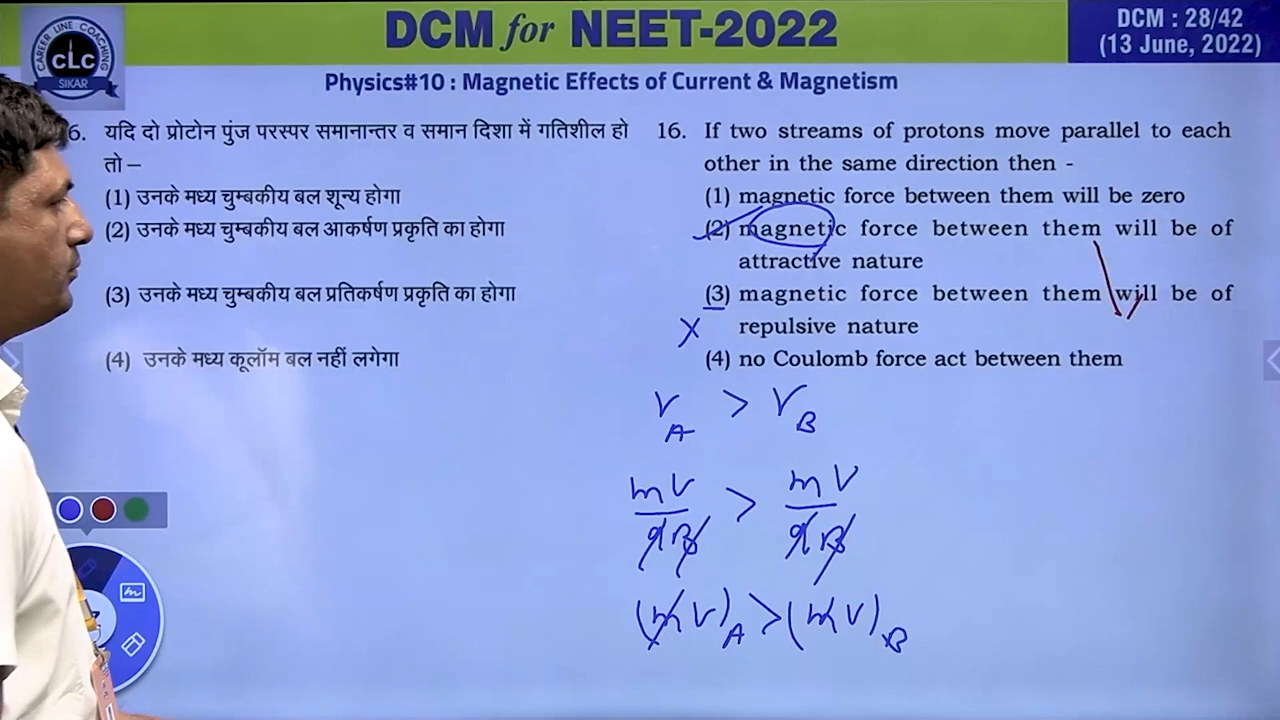 DCM for NEET-2022
DCM : 28/42
(13 June, 2022)
CAREER LINE COACHING
CLC
SIKAR
Physics#10 : Magnetic Effects of Current & Magnetism
6. यदि दो प्रोटोन पुंज परस्पर समानान्तर व समान दिशा में गतिशील हो
तो –
(1) उनके मध्य चुम्बकीय बल शून्य होगा
(2) उनके मध्य चुम्बकीय बल आकर्षण प्रकृति का होगा
(3) उनके मध्य चुम्बकीय बल प्रतिकर्षण प्रकृति का होगा
(4) उनके मध्य कूलॉम बल नहीं लगेगा
16. If two streams of protons move parallel to each
other in the same direction then -
(1) magnetic force between them will be zero
(2) magnetic force between them will be of
attractive nature
(3) magnetic force between them will be of
repulsive nature
(4) no Coulomb force act between them
r_A > r_B
mv/qB > mv/qB
(mv)_A > (mv)_B